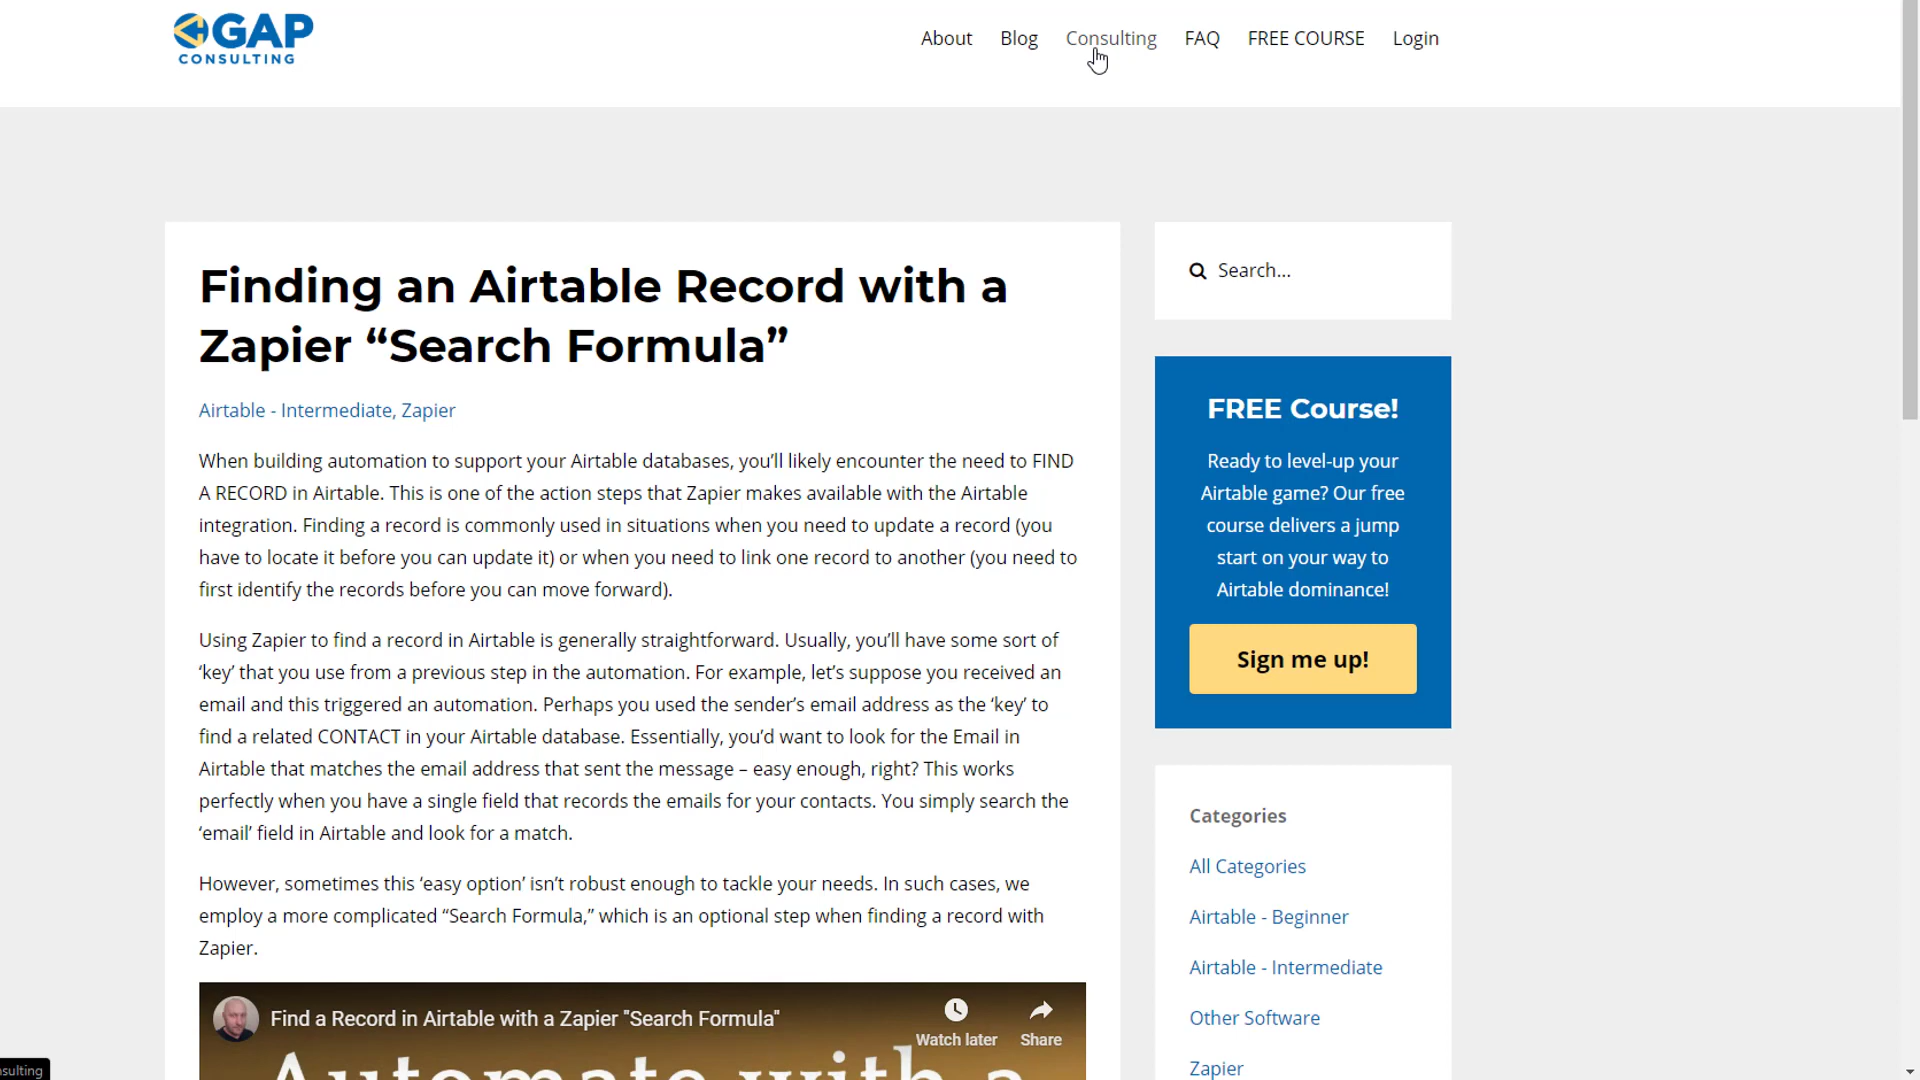 GAP
CONSULTING
About Blog Consulting FAQ FREE COURSE Login
Finding an Airtable Record with a
Zapier “Search Formula”
Airtable - Intermediate, Zapier
When building automation to support your Airtable databases, you’ll likely encounter the need to FIND
A RECORD in Airtable. This is one of the action steps that Zapier makes available with the Airtable
integration. Finding a record is commonly used in situations when you need to update a record (you
have to locate it before you can update it) or when you need to link one record to another (you need to
first identify the records before you can move forward).
Using Zapier to find a record in Airtable is generally straightforward. Usually, you’ll have some sort of
‘key’ that you use from a previous step in the automation. For example, let’s suppose you received an
email and this triggered an automation. Perhaps you used the sender’s email address as the ‘key’ to
find a related CONTACT in your Airtable database. Essentially, you’d want to look for the Email in
Airtable that matches the email address that sent the message – easy enough, right? This works
perfectly when you have a single field that records the emails for your contacts. You simply search the
‘email’ field in Airtable and look for a match.
However, sometimes this ‘easy option’ isn’t robust enough to tackle your needs. In such cases, we
employ a more complicated “Search Formula,” which is an optional step when finding a record with
Zapier.
Find a Record in Airtable with a Zapier "Search Formula"
Watch later Share
Automate with a
Search...
FREE Course!
Ready to level-up your
Airtable game? Our free
course delivers a jump
start on your way to
Airtable dominance!
Sign me up!
Categories
All Categories
Airtable - Beginner
Airtable - Intermediate
Other Software
Zapier
nsulting